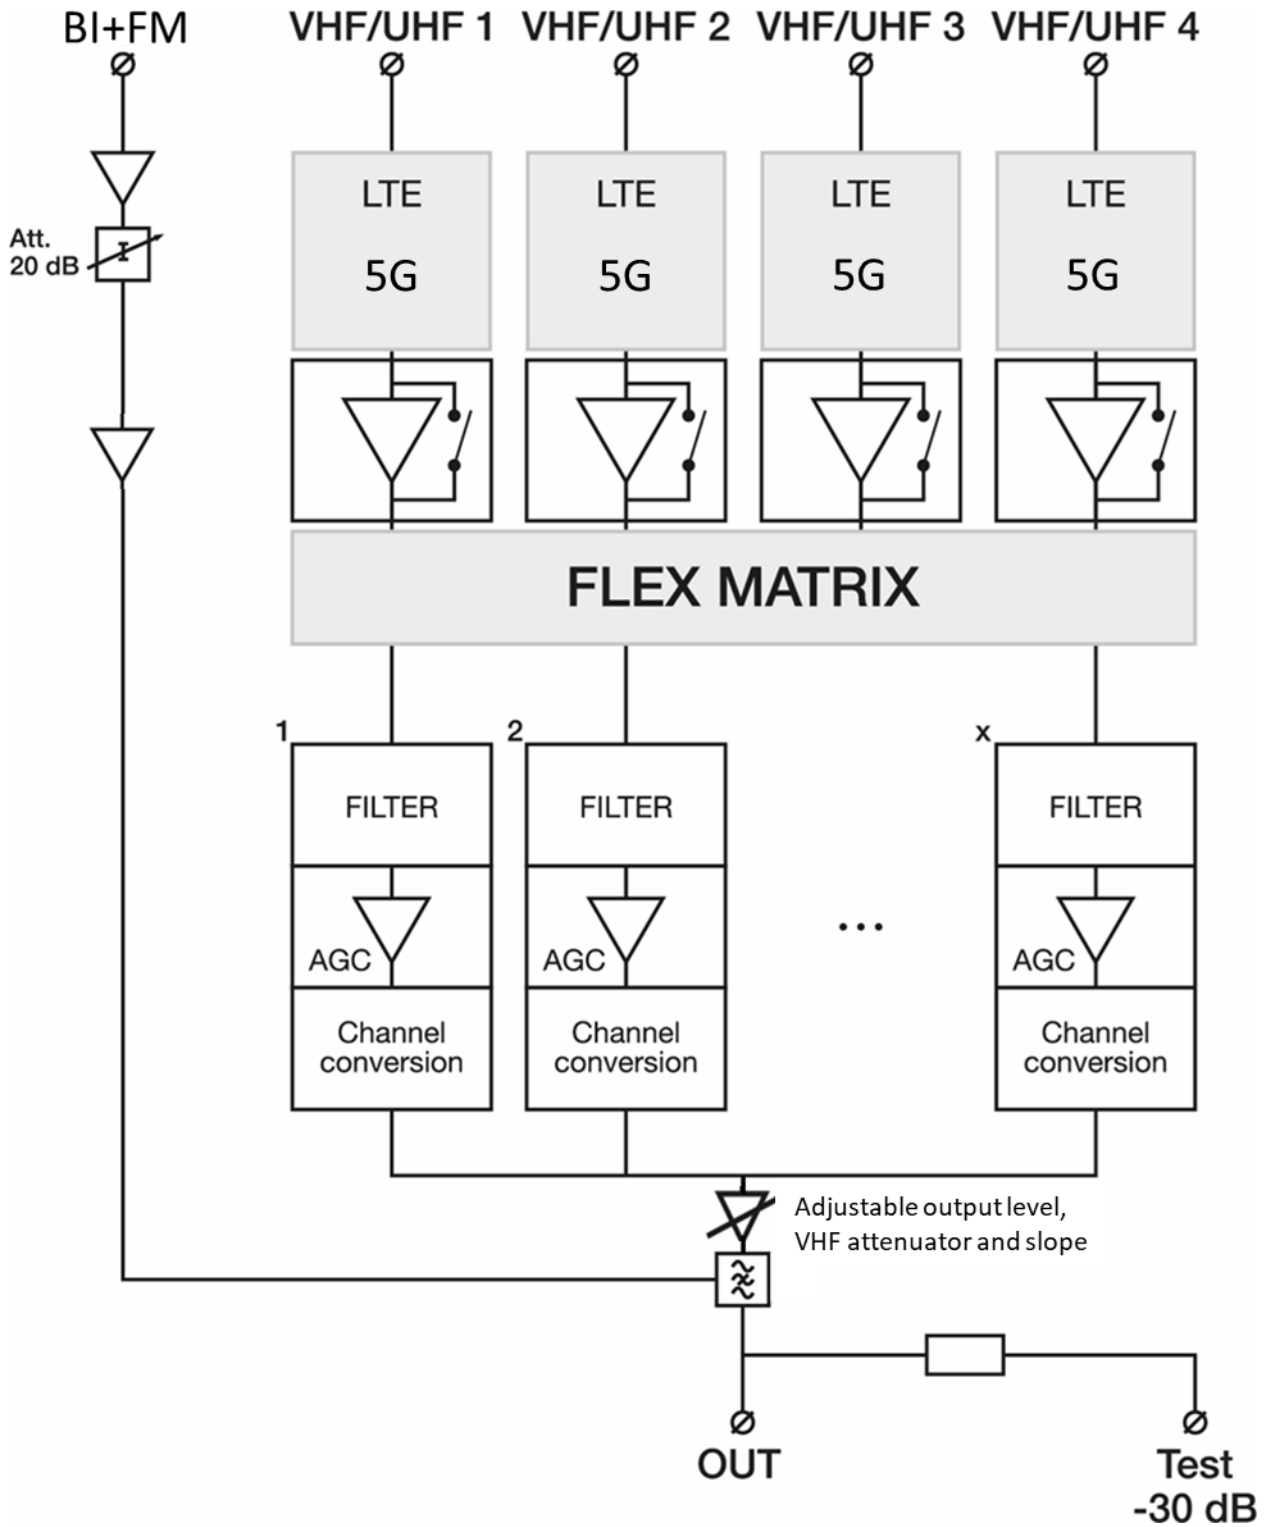 BI+FM
VHF/UHF 1
VHF/UHF 2
VHF/UHF 3
VHF/UHF 4
Att.
20 dB
LTE
5G
LTE
5G
LTE
5G
LTE
5G
FLEX MATRIX
1
FILTER
AGC
Channel
conversion
2
FILTER
AGC
Channel
conversion
...
x
FILTER
AGC
Channel
conversion
Adjustable output level,
VHF attenuator and slope
OUT
Test
-30 dB